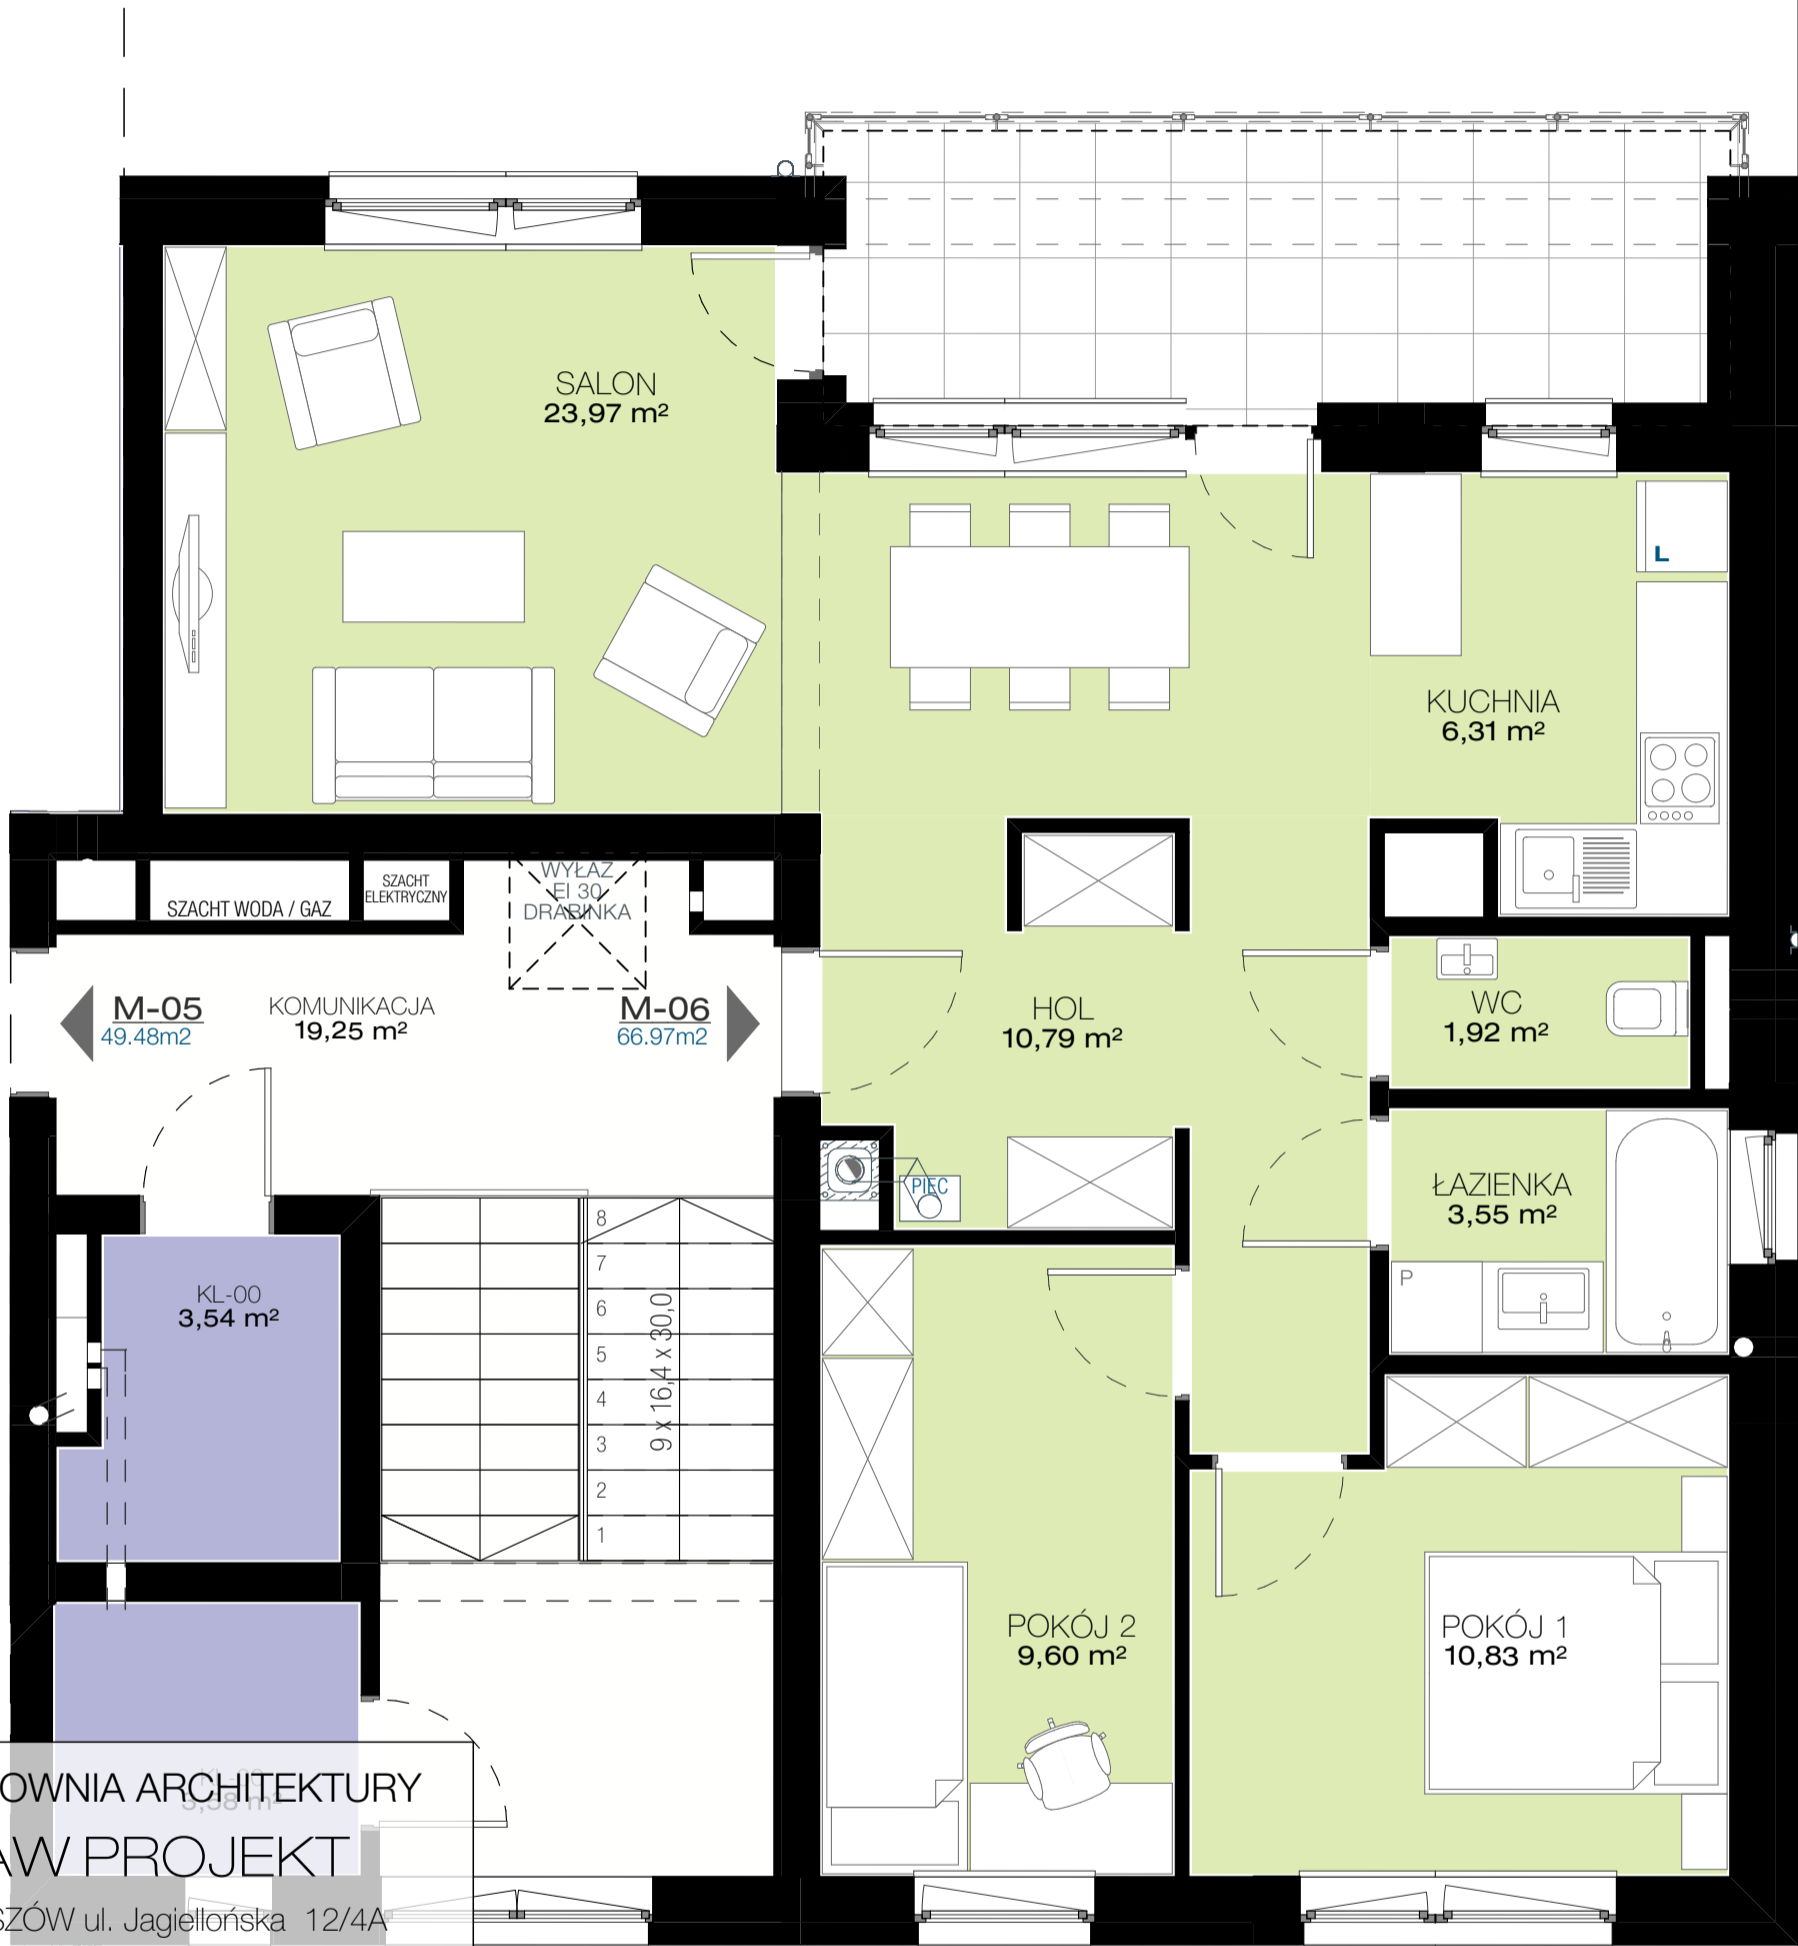 SALON
23,97 m²
L
KUCHNIA
6,31 m²
SZACHT WODA / GAZ
SZACHT
ELEKTRYCZNY
WYŁAZ
EI 30
DRABINKA
M-05
49.48m2
KOMUNIKACJA
19,25 m²
M-06
66.97m2
HOL
10,79 m²
WC
1,92 m²
PIEC
ŁAZIENKA
3,55 m²
P
KL-00
3,54 m²
8
7
6
5
4
3
2
1
9 x 16,4 x 30,0
POKÓJ 2
9,60 m²
POKÓJ 1
10,83 m²
3,58 m²
OWNIA ARCHITEKTURY
AW PROJEKT
SZÓW ul. Jagiellońska 12/4A